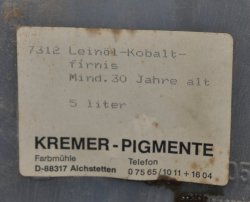 7312 Leinöl-Kobalt-
firnis
Mind.30 Jahre alt
5 liter
KREMER-PIGMENTE
Farbmühle Telefon
D-88317 Aichstetten 0 75 65 / 10 11 + 16 04